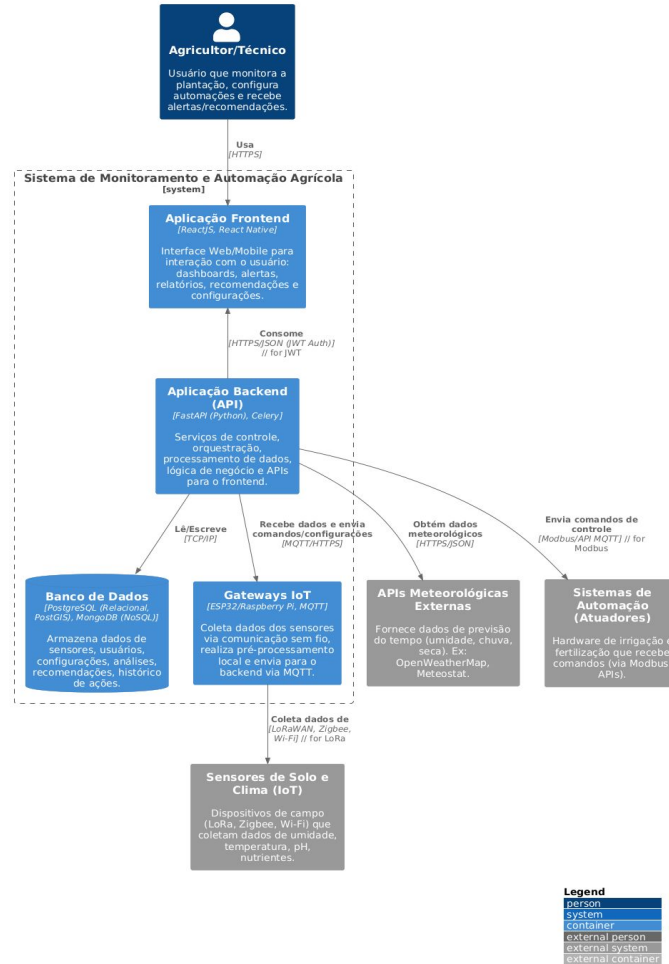 Agricultor/Técnico
Usuário que monitora a
plantação, configura
automações e recebe
alertas/recomendações.
Usa
[HTTPS]
Sistema de Monitoramento e Automação Agrícola
[system]
Aplicação Frontend
[ReactJS, React Native]
Interface Web/Mobile para
interação com o usuário:
dashboards, alertas,
relatórios, recomendações e
configurações.
Consome
[HTTPS/JSON (JWT Auth)]
// for JWT
Aplicação Backend
(API)
[FastAPI (Python), Celery]
Serviços de controle,
orquestração,
processamento de dados,
lógica de negócio e APIs
para o frontend.
Lê/Escreve
[TCP/IP]
Recebe dados e envia
comandos/configurações
[MQTT/HTTPS]
Obtém dados
meteorológicos
[HTTPS/JSON]
Envia comandos de
controle
[Modbus/API MQTT] // for
Modbus
Banco de Dados
[PostgreSQL (Relacional,
PostGIS), MongoDB (NoSQL)]
Armazena dados de
sensores, usuários,
configurações, análises,
recomendações, histórico
de ações.
Gateways IoT
[ESP32/Raspberry Pi, MQTT]
Coleta dados dos sensores
via comunicação sem fio,
realiza pré-processamento
local e envia para o
backend via MQTT.
APIs Meteorológicas
Externas
Fornece dados de previsão
do tempo (umidade, chuva,
seca). Ex:
OpenWeatherMap,
Meteostat.
Sistemas de
Automação
(Atuadores)
Hardware de irrigação e
fertilização que recebe
comandos (via Modbus
APIs).
Coleta dados de
[LoRaWAN, Zigbee,
Wi-Fi] // for LoRa
Sensores de Solo e
Clima (IoT)
Dispositivos de campo
(LoRa, Zigbee, Wi-Fi) que
coletam dados de umidade,
temperatura, pH,
nutrientes.
Legend
person
system
container
external person
external system
external container